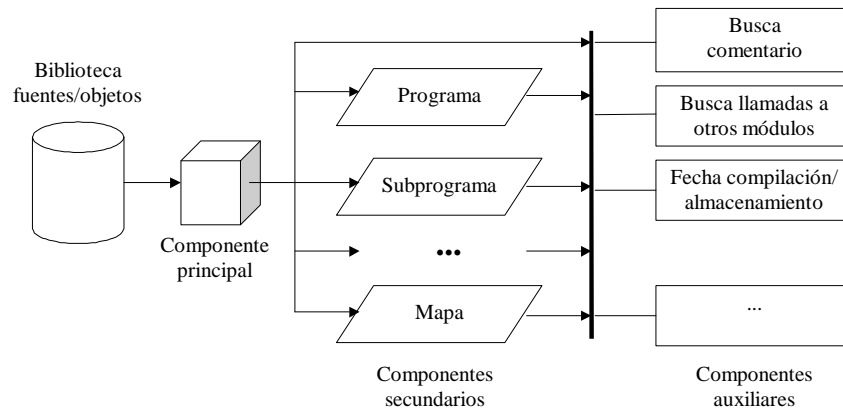 Biblioteca
fuentes/objetos
Componente
principal
Programa
Subprograma
...
Mapa
Componentes
secundarios
Busca
comentario
Busca llamadas a
otros módulos
Fecha compilación/
almacenamiento
...
Componentes
auxiliares